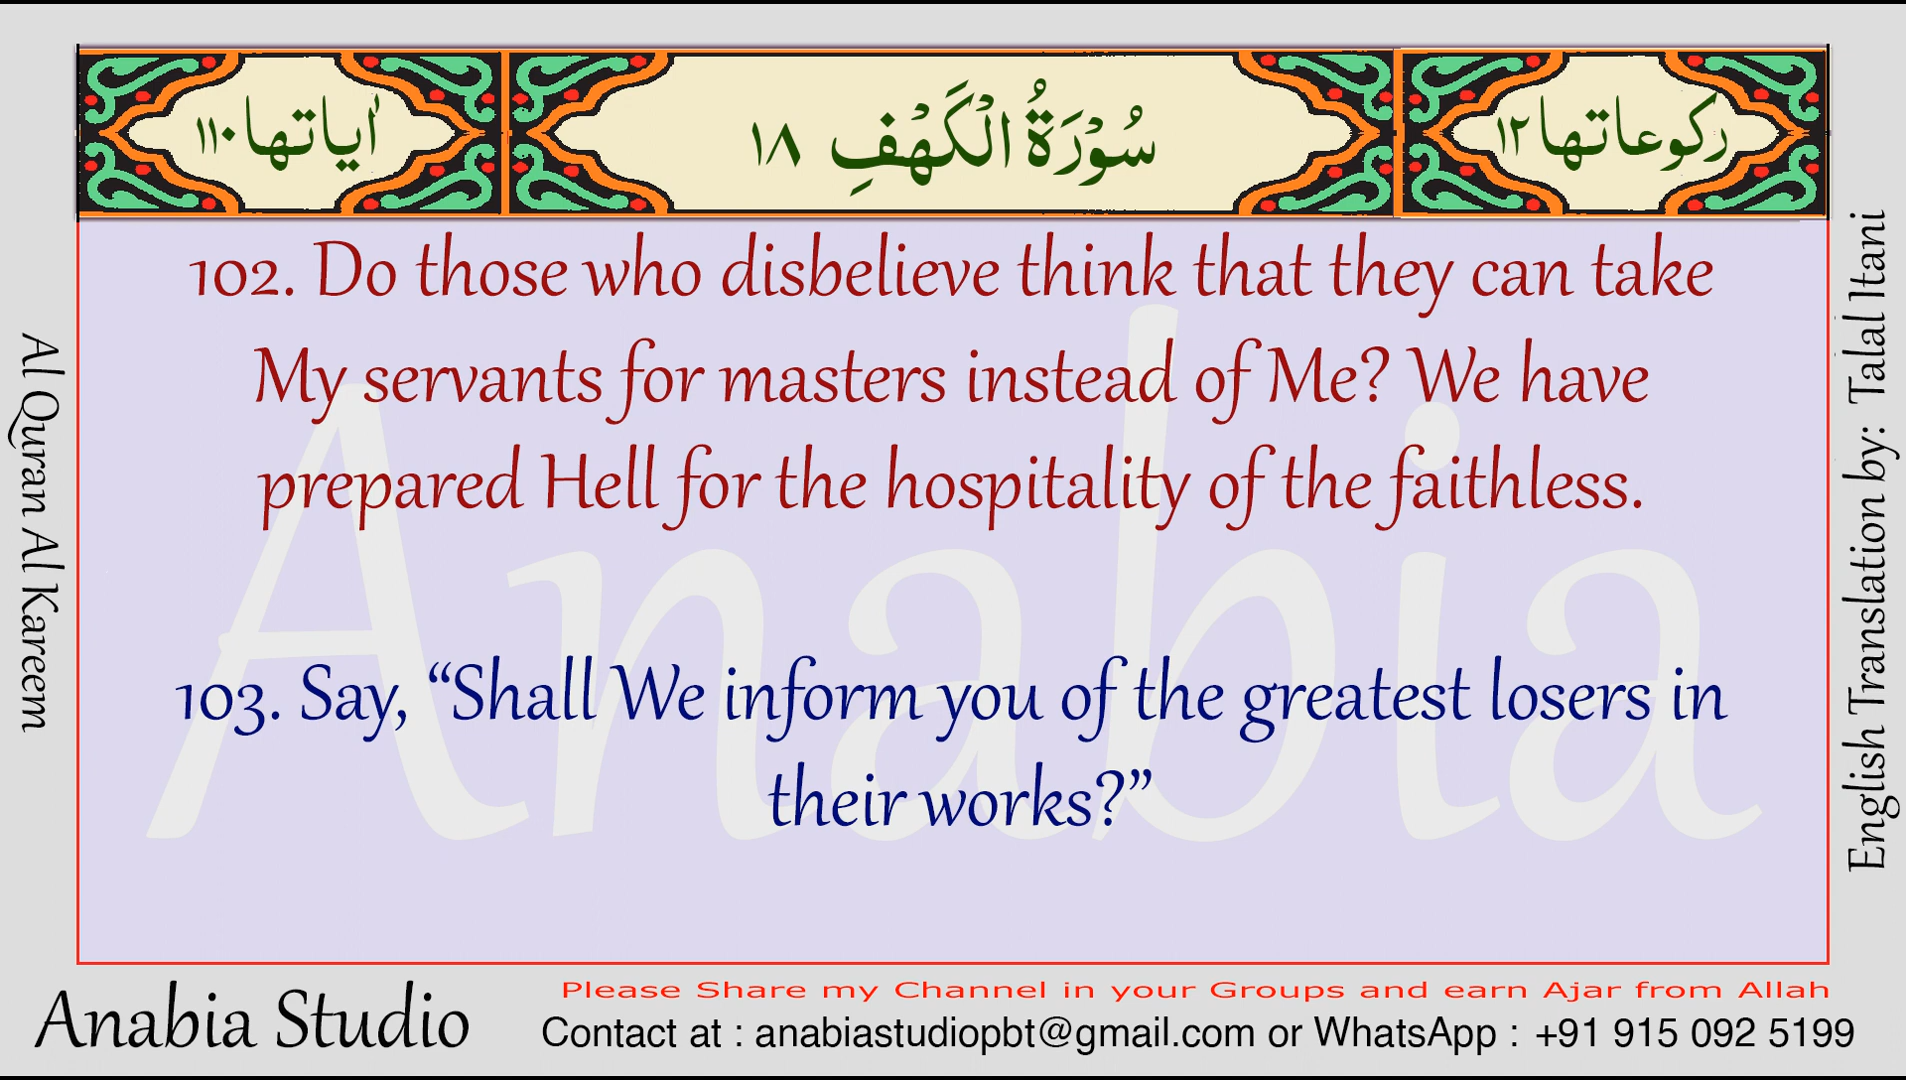 اٰياتها ۱۱۰
سُوْرَةُ الْكَهْفِ ۱۸
ركوعاتها ۱۲
102. Do those who disbelieve think that they can take
My servants for masters instead of Me? We have
prepared Hell for the hospitality of the faithless.
103. Say, “Shall We inform you of the greatest losers in
their works?”
Anabia
Al Quran Al Kareem
English Translation by: Talal Itani
Anabia Studio
Please Share my Channel in your Groups and earn Ajar from Allah
Contact at : anabiastudiopbt@gmail.com or WhatsApp : +91 915 092 5199